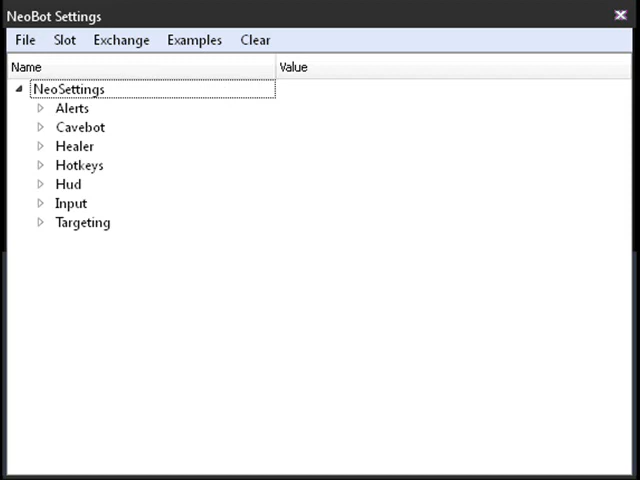 NeoBot Settings
File Slot Exchange Examples Clear
Name Value
NeoSettings
Alerts
Cavebot
Healer
Hotkeys
Hud
Input
Targeting